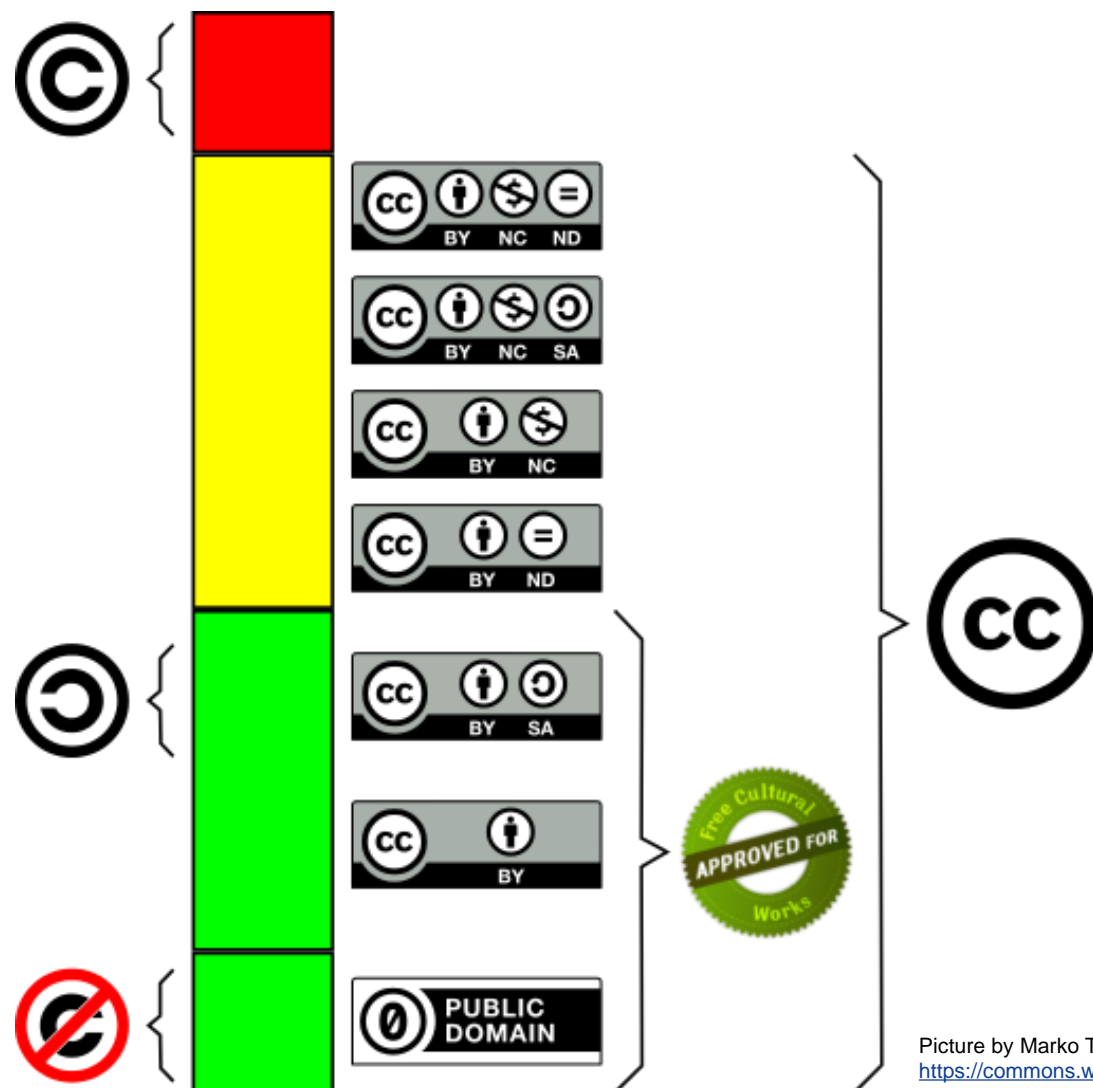 ©
CC
BY NC ND
CC
BY NC SA
CC
BY NC
CC
BY ND
CC
BY SA
CC
BY
CC
Free Cultural
APPROVED FOR
Works
PUBLIC
DOMAIN
Picture by Marko T
https://commons.w